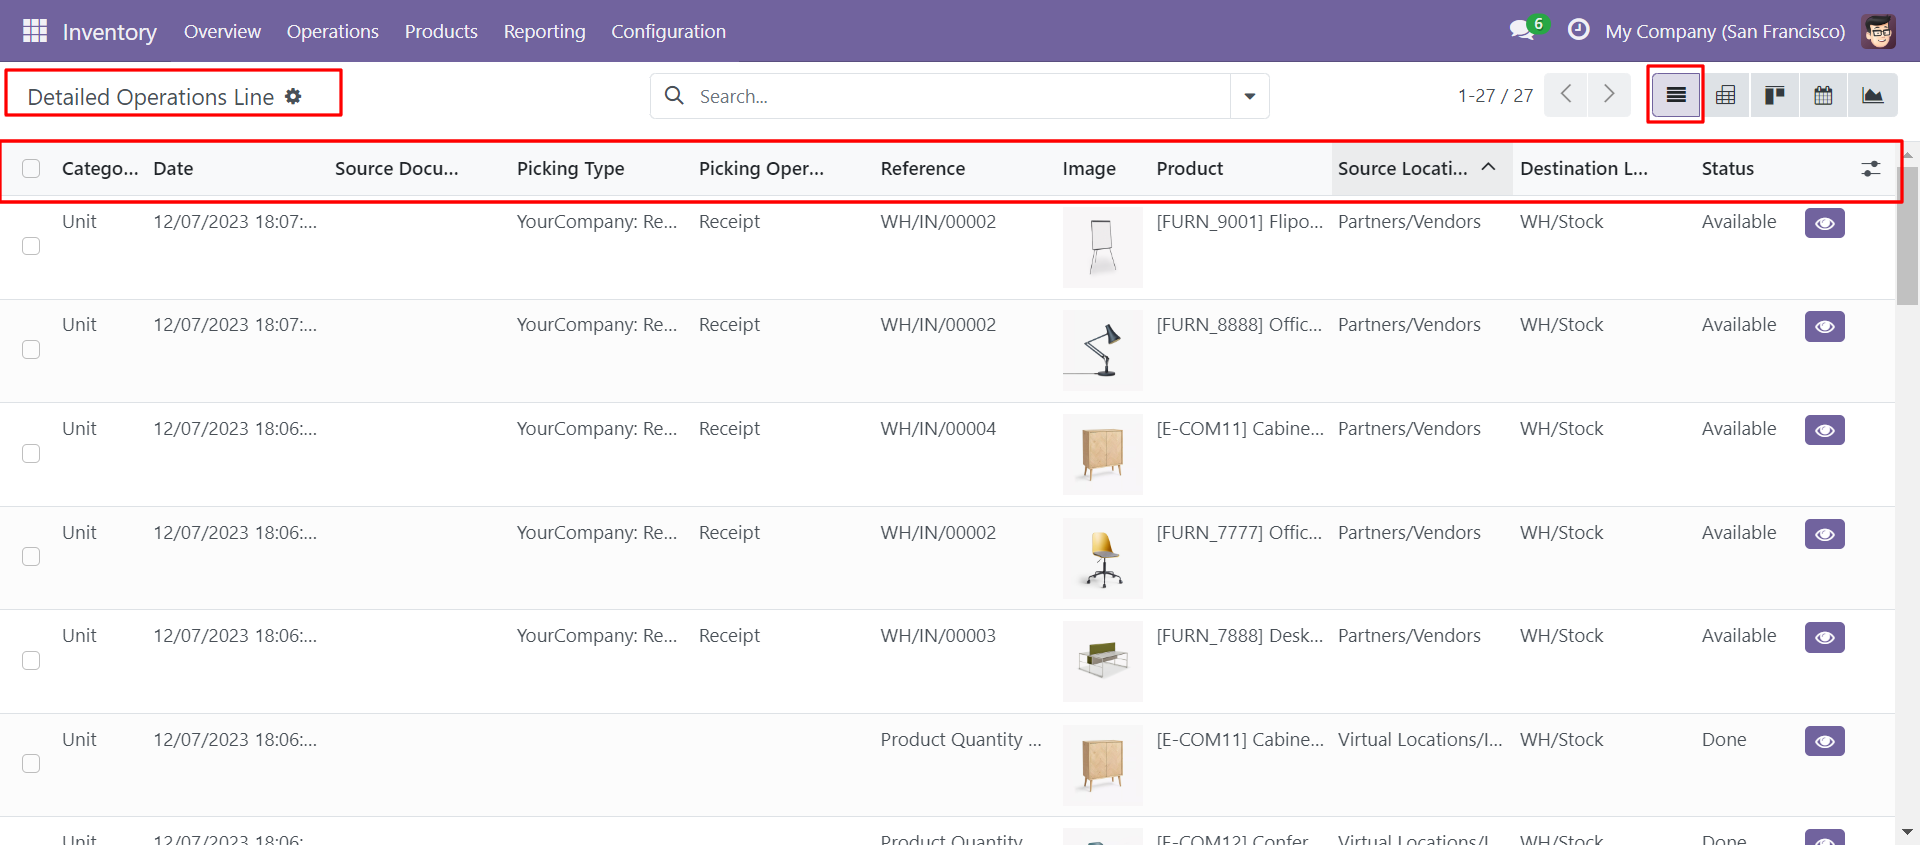 Inventory Overview Operations Products Reporting Configuration 6 My Company (San Francisco)
Detailed Operations Line Search... 1-27 / 27
Catego... Date Source Docu... Picking Type Picking Oper... Reference Image Product Source Locati... Destination L... Status
Unit 12/07/2023 18:07:... YourCompany: Re... Receipt WH/IN/00002 [FURN_9001] Flipo... Partners/Vendors WH/Stock Available
Unit 12/07/2023 18:07:... YourCompany: Re... Receipt WH/IN/00002 [FURN_8888] Offic... Partners/Vendors WH/Stock Available
Unit 12/07/2023 18:06:... YourCompany: Re... Receipt WH/IN/00004 [E-COM11] Cabine... Partners/Vendors WH/Stock Available
Unit 12/07/2023 18:06:... YourCompany: Re... Receipt WH/IN/00002 [FURN_7777] Offic... Partners/Vendors WH/Stock Available
Unit 12/07/2023 18:06:... YourCompany: Re... Receipt WH/IN/00003 [FURN_7888] Desk... Partners/Vendors WH/Stock Available
Unit 12/07/2023 18:06:... Product Quantity ... [E-COM11] Cabine... Virtual Locations/I... WH/Stock Done
Unit 12/07/2023 18:06:... Product Quantity ... [E-COM12] Confer... Virtual Locations/I... WH/Stock Done